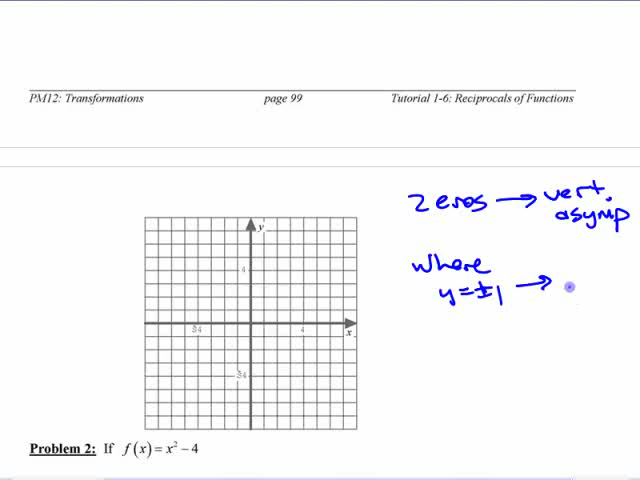 PM12: Transformations page 99 Tutorial 1-6: Reciprocals of Functions
zeros → vert. asymp
y
4
-4 4 x
-4
where y=±1 →
Problem 2: If f(x) = x² − 4